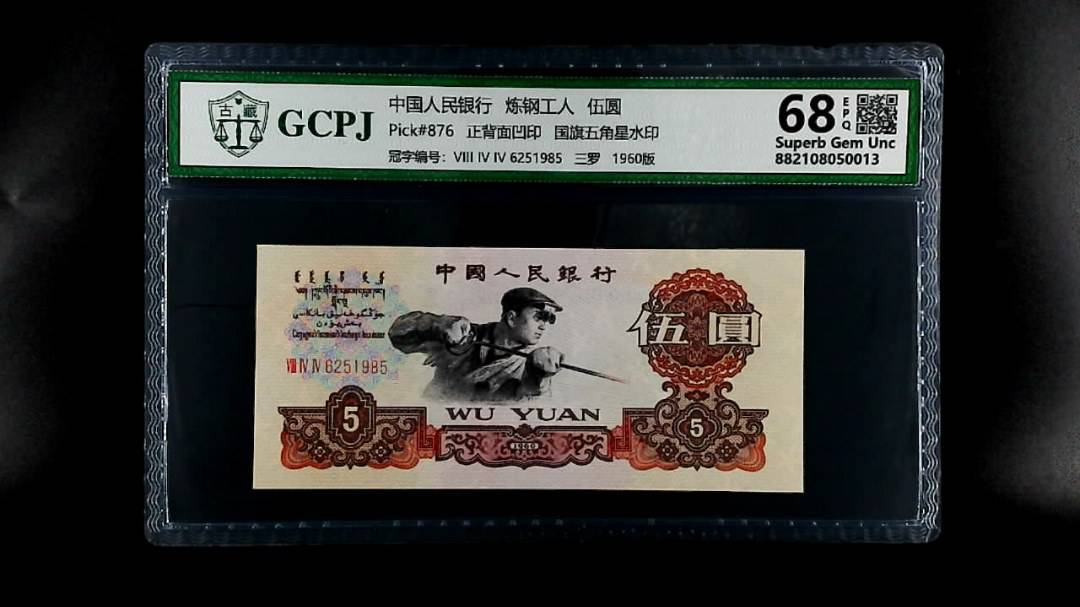 古藏
GCPJ
中国人民银行 炼钢工人 伍圆
Pick#876 正背面凹印 国旗五角星水印
冠字编号: VIII IV IV 6251985 三罗 1960版
68 EPQ
Superb Gem Unc
882108050013
中國人民銀行
伍圓
VIII IV IV 6251985
WU YUAN
5
1960
5